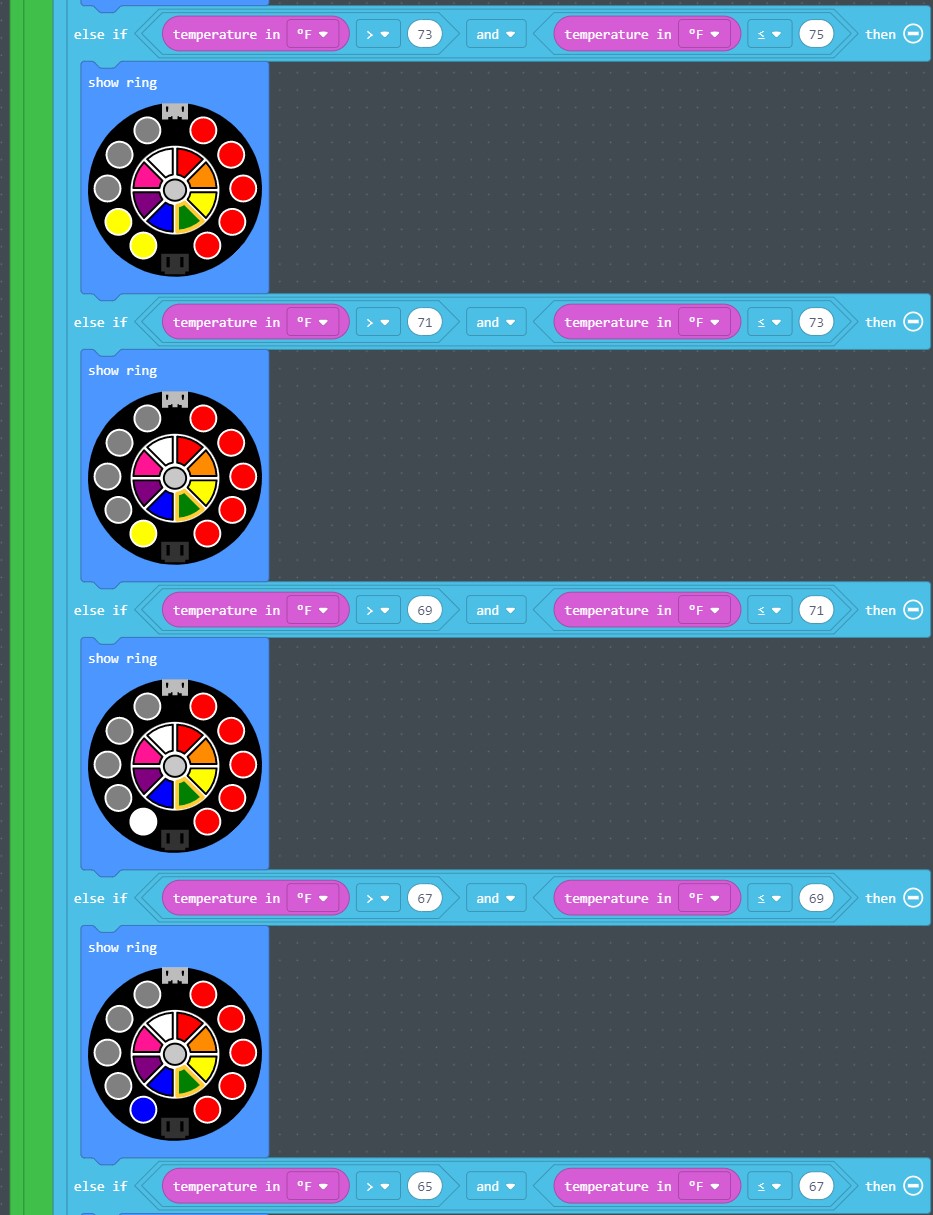 else if temperature in °F > 73 and temperature in °F ≤ 75 then
show ring
else if temperature in °F > 71 and temperature in °F ≤ 73 then
show ring
else if temperature in °F > 69 and temperature in °F ≤ 71 then
show ring
else if temperature in °F > 67 and temperature in °F ≤ 69 then
show ring
else if temperature in °F > 65 and temperature in °F ≤ 67 then